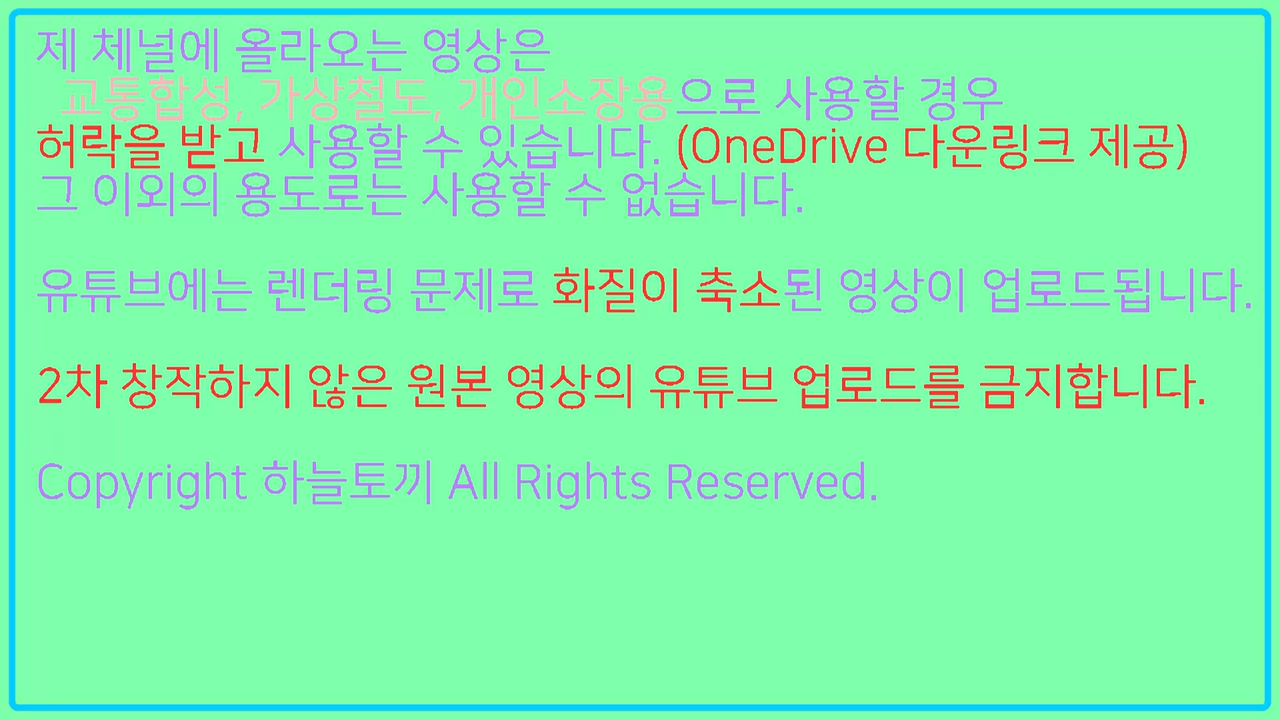 제 체널에 올라오는 영상은
교통합성, 가상철도, 개인소장용으로 사용할 경우
허락을 받고 사용할 수 있습니다. (OneDrive 다운링크 제공)
그 이외의 용도로는 사용할 수 없습니다.
유튜브에는 렌더링 문제로 화질이 축소된 영상이 업로드됩니다.
2차 창작하지 않은 원본 영상의 유튜브 업로드를 금지합니다.
Copyright 하늘토끼 All Rights Reserved.